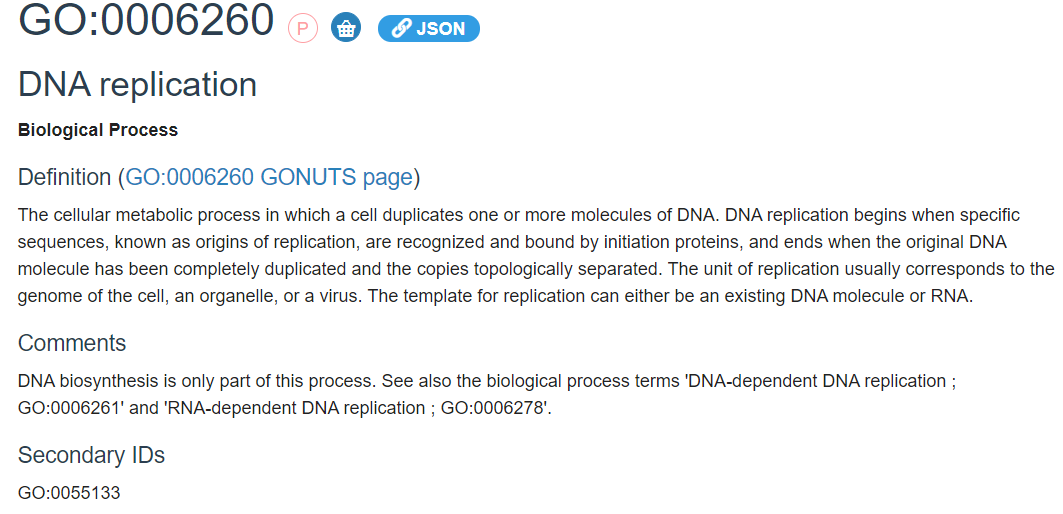 GO:0006260 P JSON
DNA replication
Biological Process
Definition (GO:0006260 GONUTS page)
The cellular metabolic process in which a cell duplicates one or more molecules of DNA. DNA replication begins when specific
sequences, known as origins of replication, are recognized and bound by initiation proteins, and ends when the original DNA
molecule has been completely duplicated and the copies topologically separated. The unit of replication usually corresponds to the
genome of the cell, an organelle, or a virus. The template for replication can either be an existing DNA molecule or RNA.
Comments
DNA biosynthesis is only part of this process. See also the biological process terms 'DNA-dependent DNA replication ;
GO:0006261' and 'RNA-dependent DNA replication ; GO:0006278'.
Secondary IDs
GO:0055133